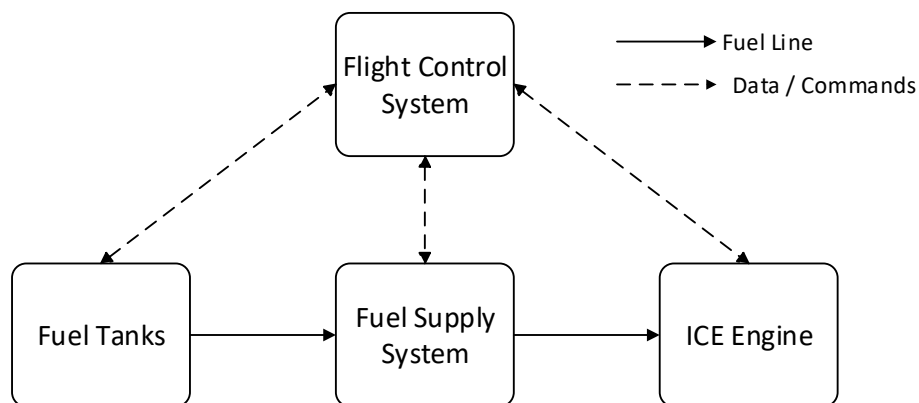 Flight Control
System
Fuel Line
Data / Commands
Fuel Tanks
Fuel Supply
System
ICE Engine